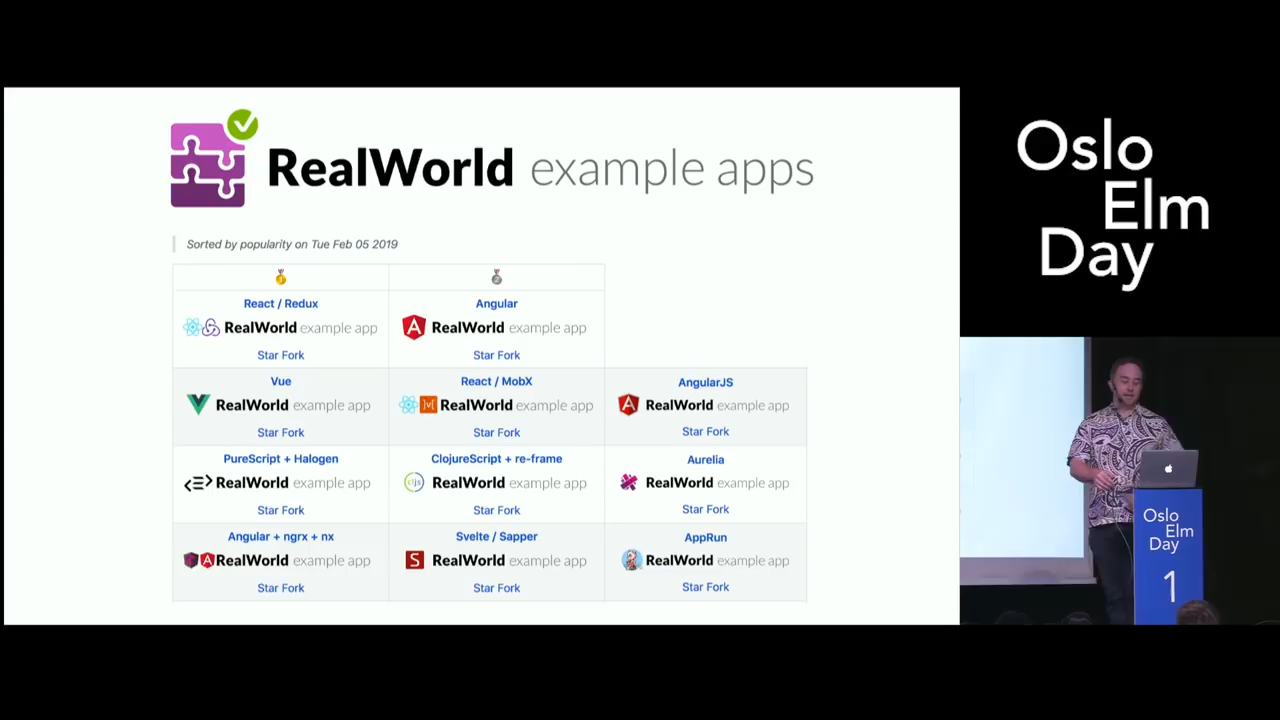 RealWorld example apps
Sorted by popularity on Tue Feb 05 2019
React / Redux
RealWorld example app
Star Fork
Angular
RealWorld example app
Star Fork
Vue
RealWorld example app
Star Fork
React / MobX
RealWorld example app
Star Fork
AngularJS
RealWorld example app
Star Fork
PureScript + Halogen
RealWorld example app
Star Fork
ClojureScript + re-frame
cljs
RealWorld example app
Star Fork
Aurelia
RealWorld example app
Star Fork
Angular + ngrx + nx
RealWorld example app
Star Fork
Svelte / Sapper
S
RealWorld example app
Star Fork
AppRun
RealWorld example app
Star Fork
Oslo
Elm
Day
Oslo
Elm
Day
1